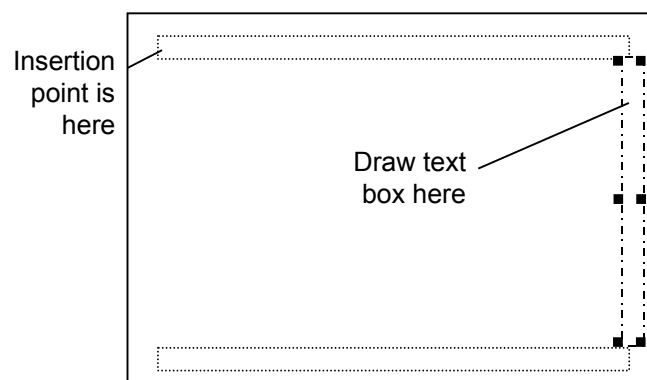 Insertion
point is
here
Draw text
box here